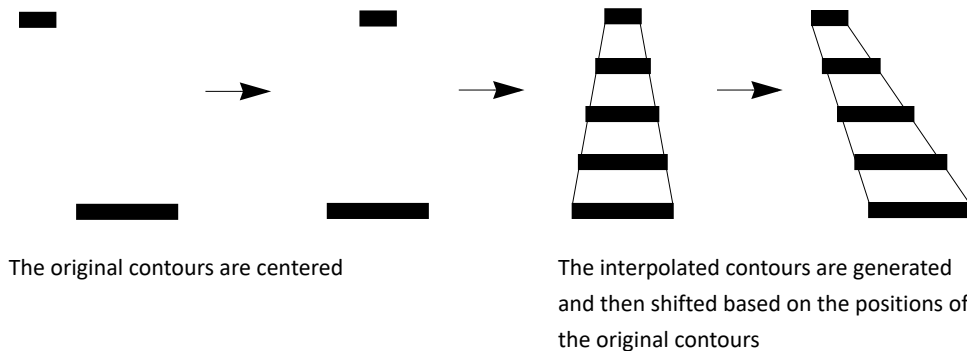 The original contours are centered
The interpolated contours are generated
and then shifted based on the positions of
the original contours